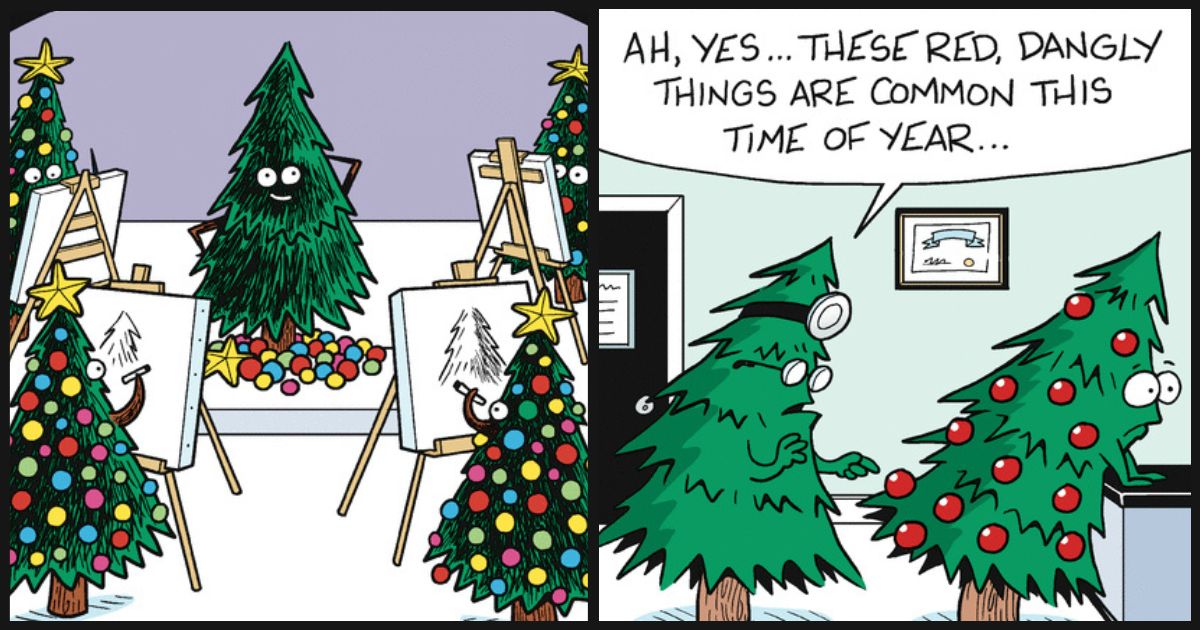 AH, YES... THESE RED, DANGLY
THINGS ARE COMMON THIS
TIME OF YEAR...